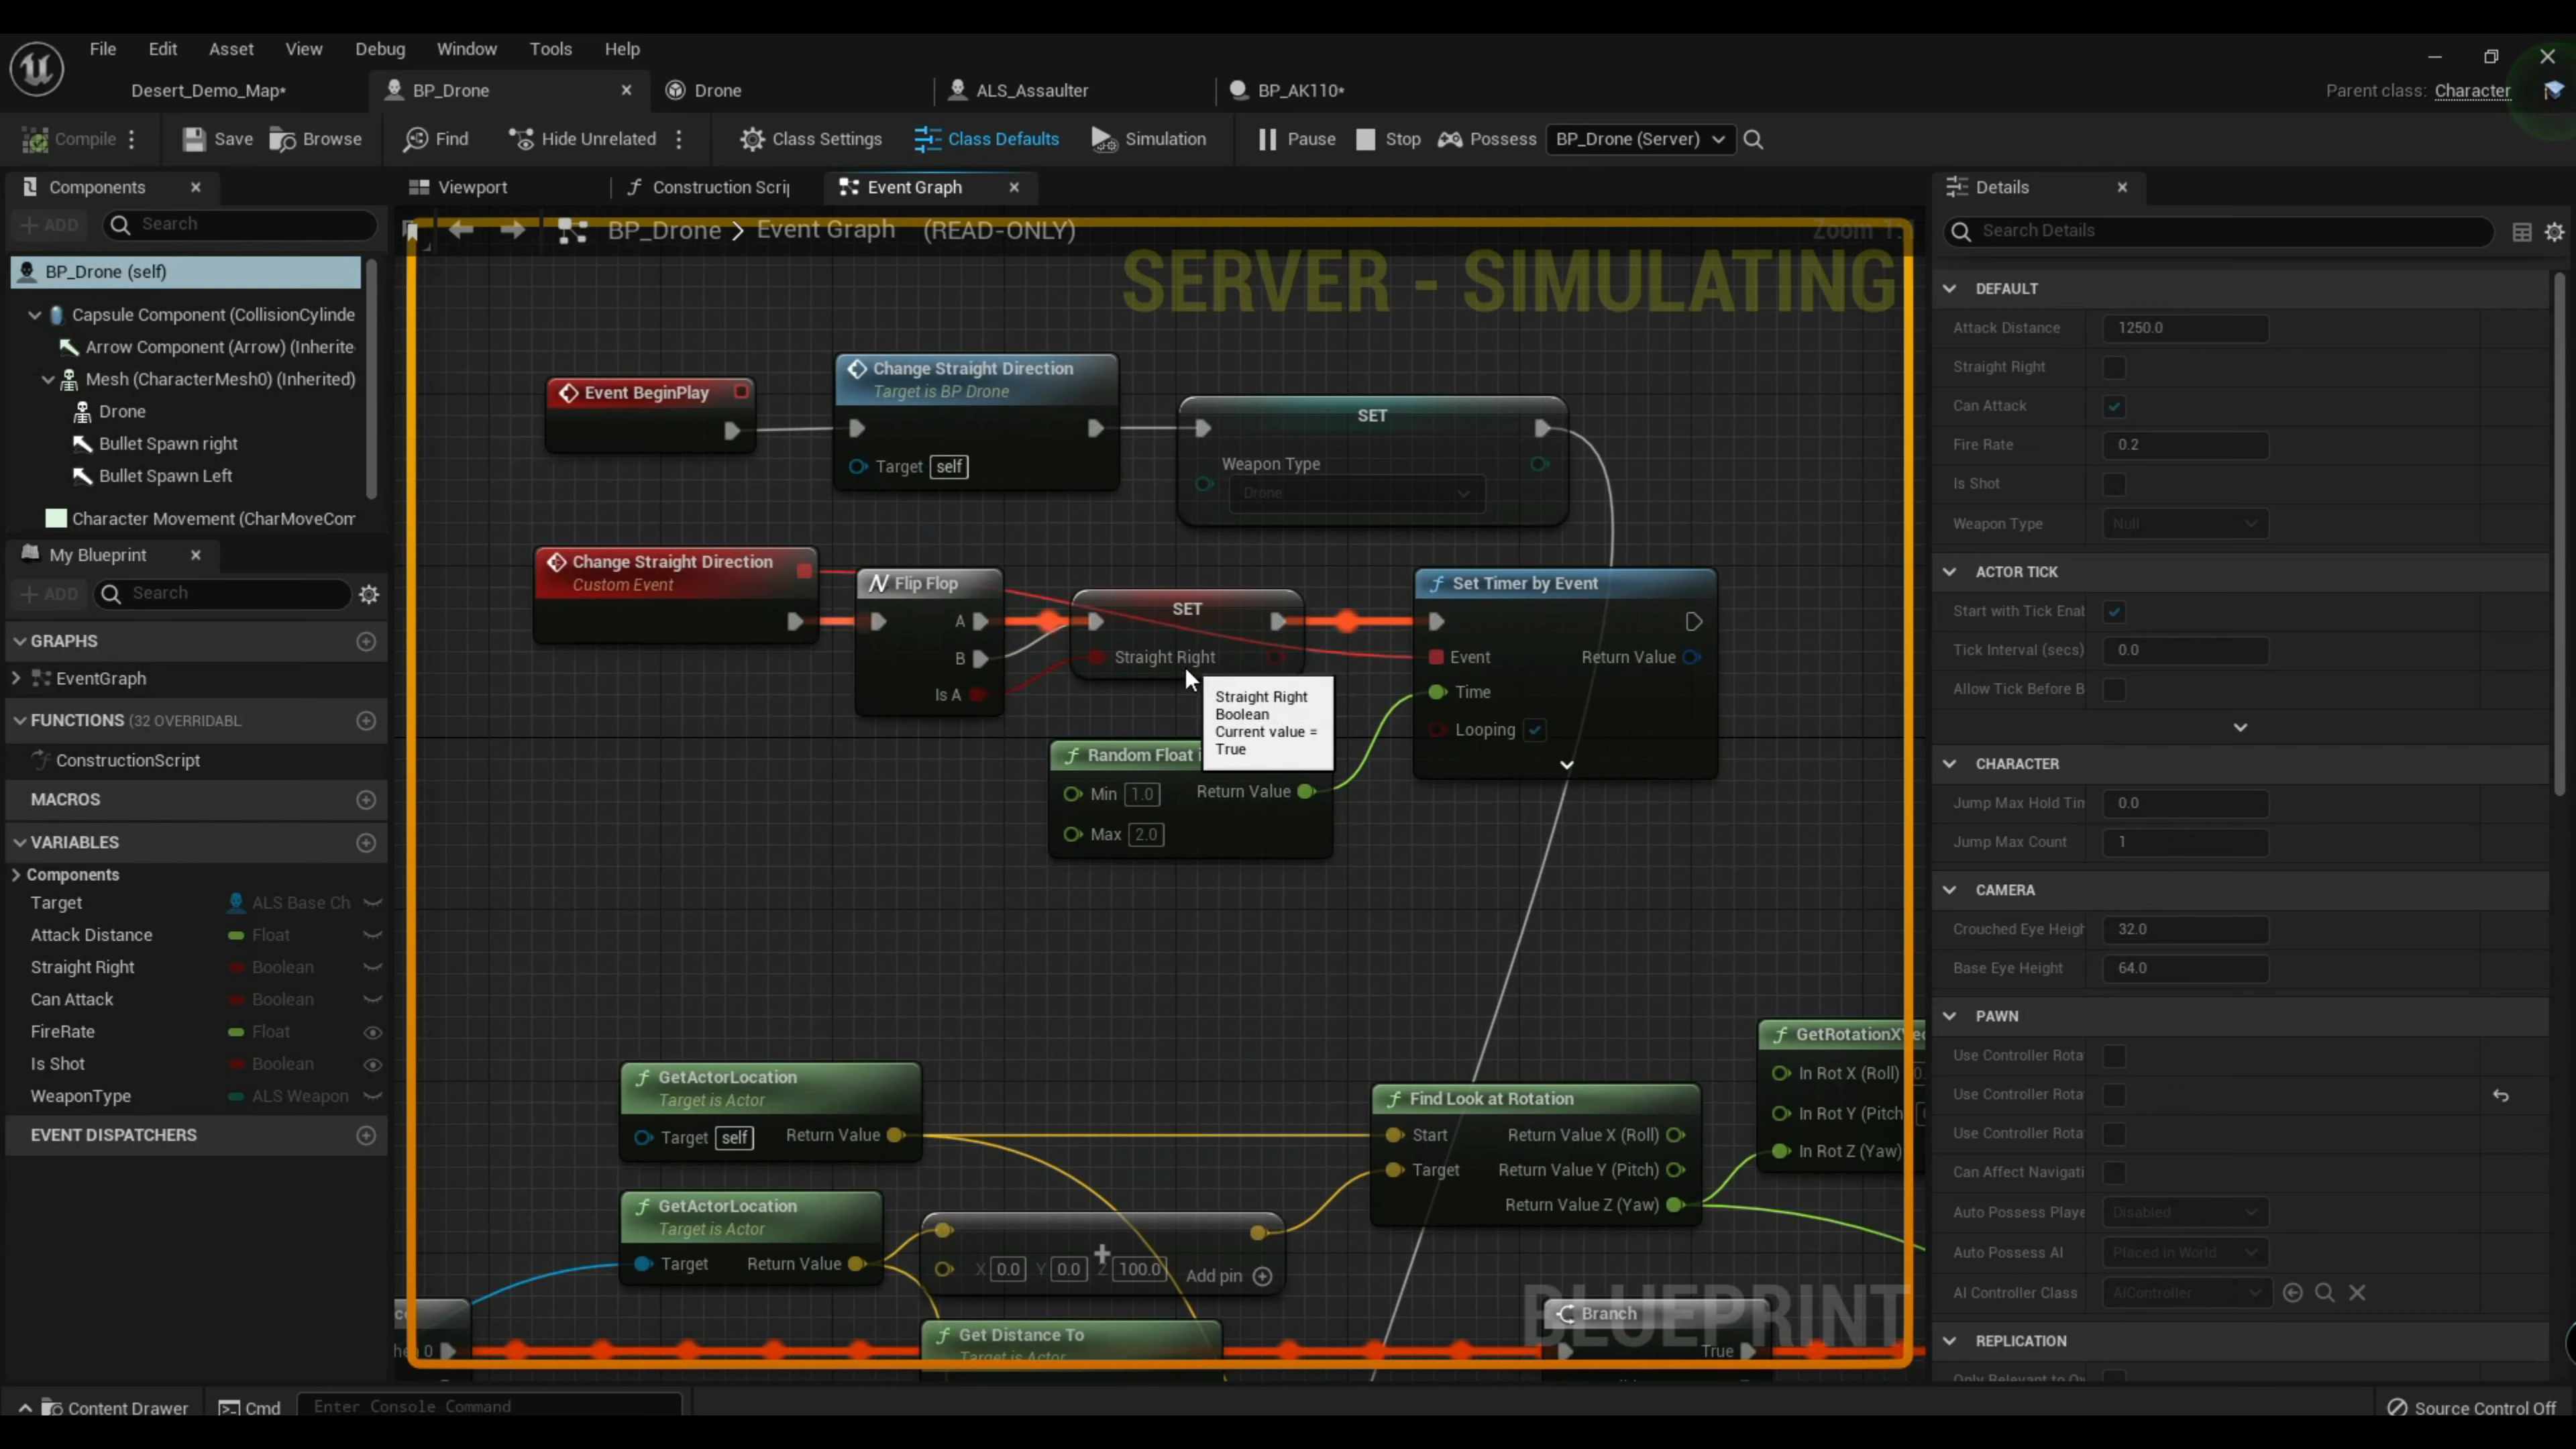 File Edit Asset View Debug Window Tools Help
Desert_Demo_Map* BP_Drone Drone ALS_Assaulter BP_AK110* Parent class: Character
Compile Save Browse Find Hide Unrelated Class Settings Class Defaults Simulation Pause Stop Possess BP_Drone (Server)
Components
ADD Search
BP_Drone (self)
Capsule Component (CollisionCylinde
Arrow Component (Arrow) (Inherite
Mesh (CharacterMesh0) (Inherited)
Drone
Bullet Spawn right
Bullet Spawn Left
Character Movement (CharMoveCom
My Blueprint
ADD Search
GRAPHS
EventGraph
FUNCTIONS (32 OVERRIDABL
ConstructionScript
MACROS
VARIABLES
Components
Target ALS Base Ch
Attack Distance Float
Straight Right Boolean
Can Attack Boolean
FireRate Float
Is Shot Boolean
WeaponType ALS Weapon
EVENT DISPATCHERS
Viewport Construction Scrip Event Graph
BP_Drone > Event Graph (READ-ONLY) Zoom 1:1
SERVER - SIMULATING
Event BeginPlay
Change Straight Direction
Target is BP Drone
Target self
SET
Weapon Type
Drone
Change Straight Direction
Custom Event
Flip Flop
A
B
Is A
SET
Straight Right
Straight Right
Boolean
Current value =
True
Set Timer by Event
Event Return Value
Time
Looping
Random Float i
Min 1.0 Return Value
Max 2.0
GetActorLocation
Target is Actor
Target self Return Value
GetActorLocation
Target is Actor
Target Return Value
X 0.0 Y 0.0 Z 100.0 Add pin
Get Distance To
Target is Actor
Find Look at Rotation
Start Return Value X (Roll)
Target Return Value Y (Pitch)
Return Value Z (Yaw)
GetRotationXVec
In Rot X (Roll)
In Rot Y (Pitch
In Rot Z (Yaw)
Branch
True
BLUEPRINT
Details
Search Details
DEFAULT
Attack Distance 1250.0
Straight Right
Can Attack
Fire Rate 0.2
Is Shot
Weapon Type Null
ACTOR TICK
Start with Tick Enab
Tick Interval (secs) 0.0
Allow Tick Before B
CHARACTER
Jump Max Hold Tim 0.0
Jump Max Count 1
CAMERA
Crouched Eye Heigh 32.0
Base Eye Height 64.0
PAWN
Use Controller Rota
Use Controller Rota
Use Controller Rota
Can Affect Navigati
Auto Possess Playe Disabled
Auto Possess AI Placed in World
AI Controller Class AIController
REPLICATION
Only Relevant to Ow
Content Drawer Cmd Enter Console Command Source Control Off